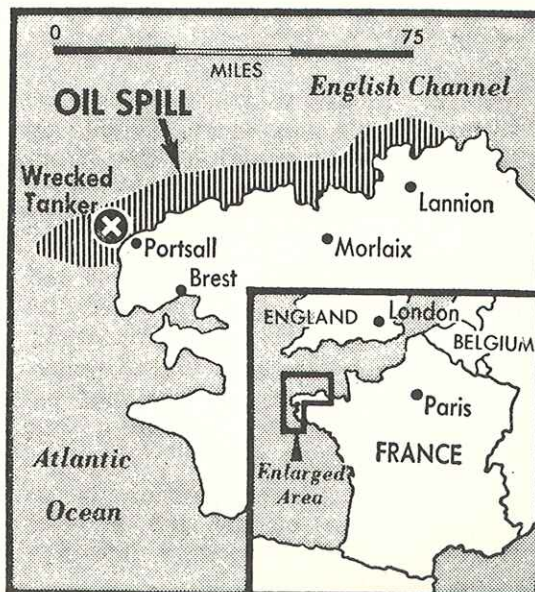 0 75
MILES
English Channel
OIL SPILL
Wrecked
Tanker
Lannion
Portsall
Morlaix
Brest
ENGLAND
London
BELGIUM
Paris
FRANCE
Enlarged
Area
Atlantic
Ocean